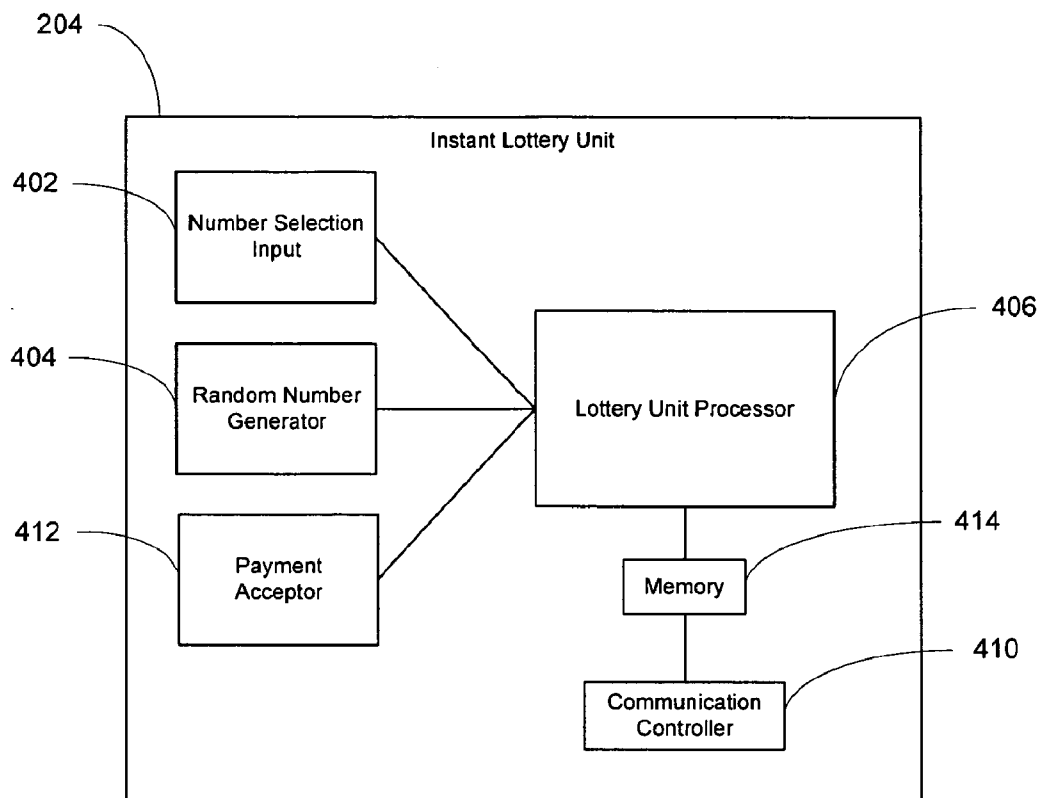 204
Instant Lottery Unit
402
Number Selection
Input
406
404
Random Number
Generator
Lottery Unit Processor
412
Payment
Acceptor
414
Memory
410
Communication
Controller